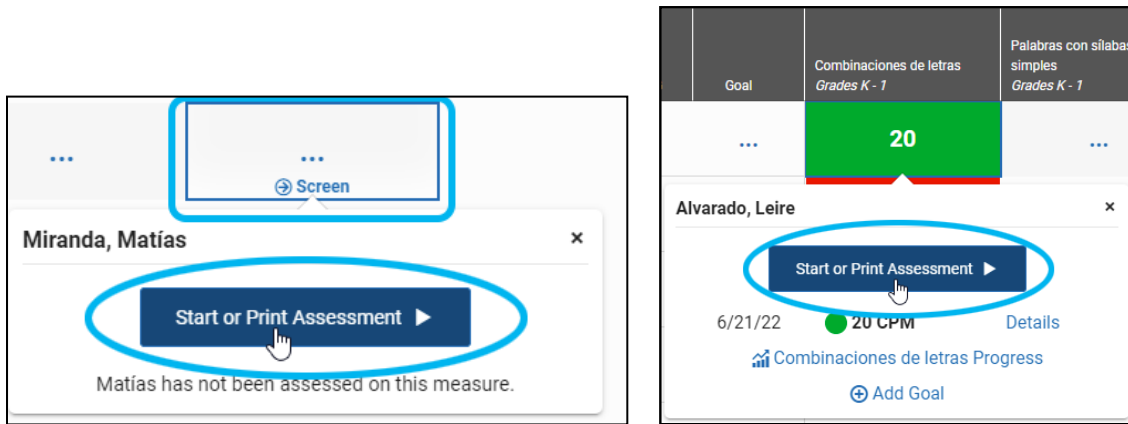 ...
...
Screen
Miranda, Matías ×
Start or Print Assessment
Matías has not been assessed on this measure.
Goal
Combinaciones de letras
Grades K - 1
Palabras con sílabas
simples
Grades K - 1
...
20
...
Alvarado, Leire ×
Start or Print Assessment
6/21/22 20 CPM Details
Combinaciones de letras Progress
Add Goal